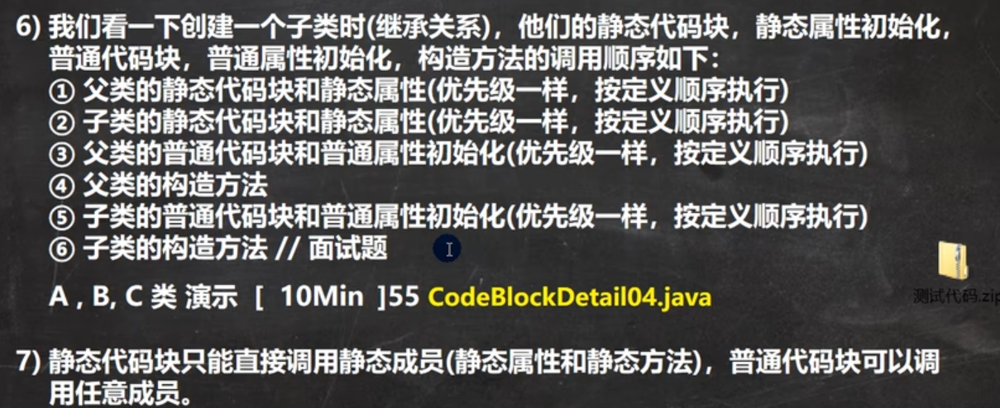 6) 我们看一下创建一个子类时(继承关系)，他们的静态代码块，静态属性初始化，
普通代码块，普通属性初始化，构造方法的调用顺序如下：
① 父类的静态代码块和静态属性(优先级一样，按定义顺序执行)
② 子类的静态代码块和静态属性(优先级一样，按定义顺序执行)
③ 父类的普通代码块和普通属性初始化(优先级一样，按定义顺序执行)
④ 父类的构造方法
⑤ 子类的普通代码块和普通属性初始化(优先级一样，按定义顺序执行)
⑥ 子类的构造方法 // 面试题
A , B, C 类 演示 [ 10Min ]55 CodeBlockDetail04.java
测试代码.zip
7) 静态代码块只能直接调用静态成员(静态属性和静态方法)，普通代码块可以调
用任意成员。